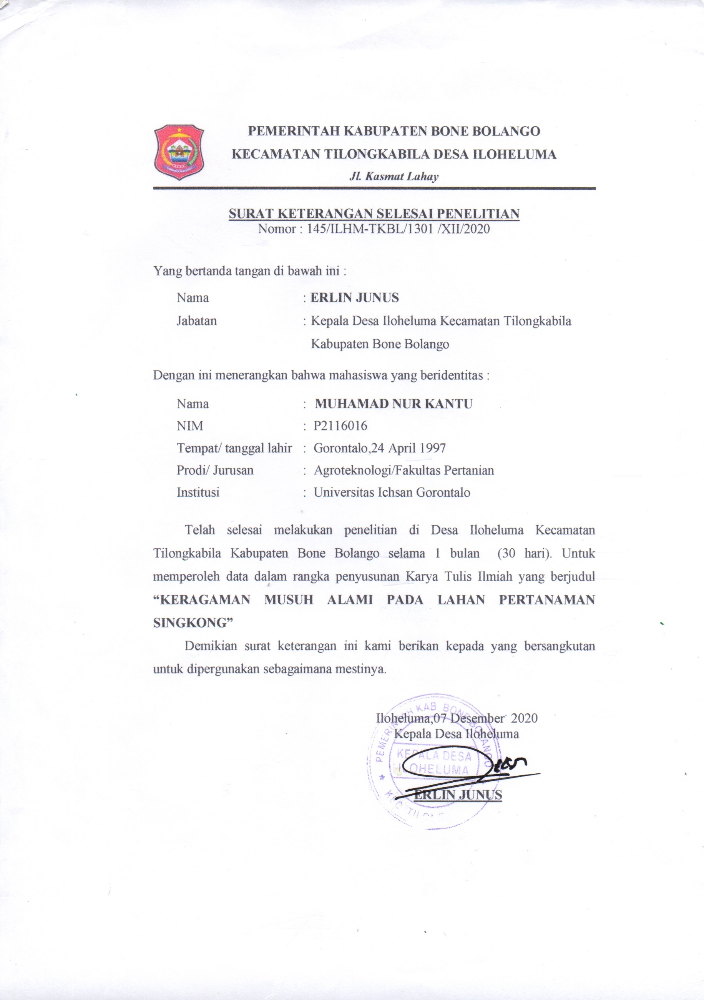 PEMERINTAH KABUPATEN BONE BOLANGO
KECAMATAN TILONGKABILA DESA ILOHELUMA
Jl. Kasmat Lahay
SURAT KETERANGAN SELESAI PENELITIAN
Nomor : 145/ILHM-TKBL/1301 /XII/2020
Yang bertanda tangan di bawah ini :
Nama : ERLIN JUNUS
Jabatan : Kepala Desa Iloheluma Kecamatan Tilongkabila
Kabupaten Bone Bolango
Dengan ini menerangkan bahwa mahasiswa yang beridentitas :
Nama : MUHAMAD NUR KANTU
NIM : P2116016
Tempat/ tanggal lahir : Gorontalo,24 April 1997
Prodi/ Jurusan : Agroteknologi/Fakultas Pertanian
Institusi : Universitas Ichsan Gorontalo
Telah selesai melakukan penelitian di Desa Iloheluma Kecamatan
Tilongkabila Kabupaten Bone Bolango selama 1 bulan (30 hari). Untuk
memperoleh data dalam rangka penyusunan Karya Tulis Ilmiah yang berjudul
“KERAGAMAN MUSUH ALAMI PADA LAHAN PERTANAMAN
SINGKONG”
Demikian surat keterangan ini kami berikan kepada yang bersangkutan
untuk dipergunakan sebagaimana mestinya.
Iloheluma,07 Desember 2020
Kepala Desa Iloheluma
PEMERINTAH KAB BONE BOLANGO
KEPALA DESA
ILOHELUMA
KEC
ERLIN JUNUS